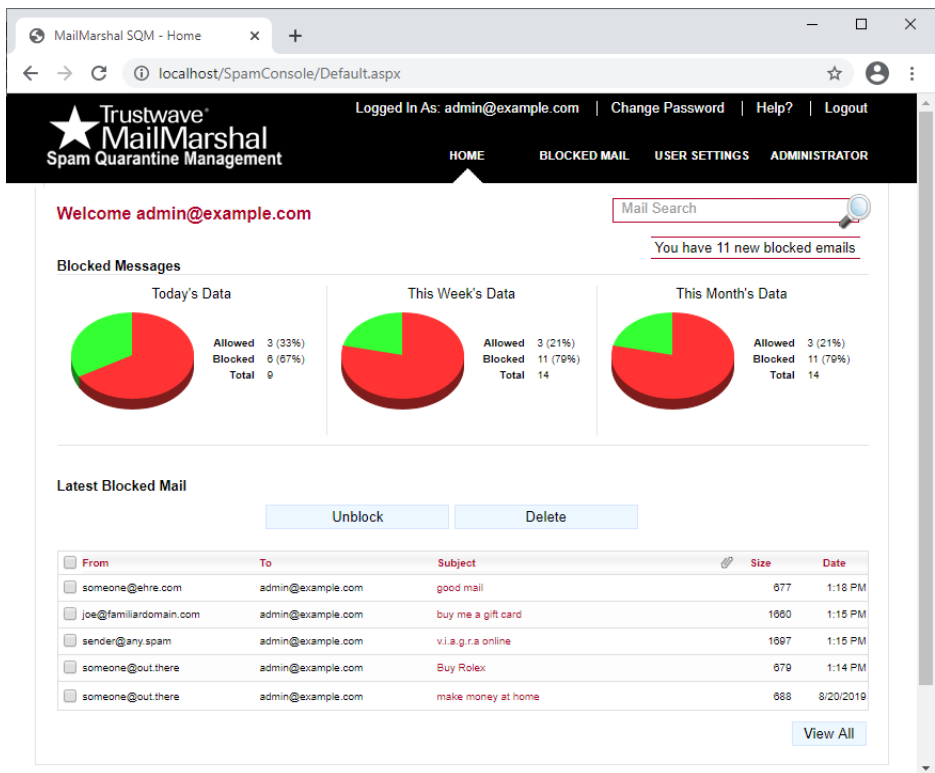 MailMarshal SQM - Home
localhost/SpamConsole/Default.aspx
Trustwave®
MailMarshal
Spam Quarantine Management
Logged In As: admin@example.com | Change Password | Help? | Logout
HOME BLOCKED MAIL USER SETTINGS ADMINISTRATOR
Welcome admin@example.com
Mail Search
You have 11 new blocked emails
Blocked Messages
Today's Data
Allowed 3 (33%)
Blocked 6 (67%)
Total 9
This Week's Data
Allowed 3 (21%)
Blocked 11 (79%)
Total 14
This Month's Data
Allowed 3 (21%)
Blocked 11 (79%)
Total 14
Latest Blocked Mail
Unblock Delete
From To Subject Size Date
someone@ehre.com admin@example.com good mail 677 1:18 PM
joe@familiardomain.com admin@example.com buy me a gift card 1660 1:15 PM
sender@any.spam admin@example.com v.i.a.g.r.a online 1697 1:15 PM
someone@out.there admin@example.com Buy Rolex 679 1:14 PM
someone@out.there admin@example.com make money at home 688 8/20/2019
View All